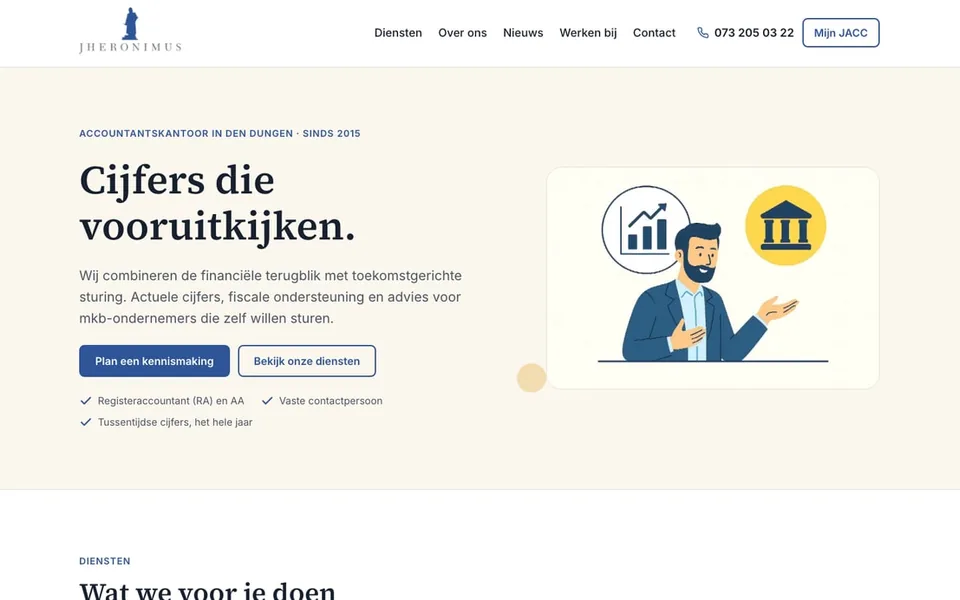 JHERONIMUS
Diensten
Over ons
Nieuws
Werken bij
Contact
073 205 03 22
Mijn JACC
ACCOUNTANTSKANTOOR IN DEN DUNGEN · SINDS 2015
Cijfers die
vooruitkijken.
Wij combineren de financiële terugblik met toekomstgerichte
sturing. Actuele cijfers, fiscale ondersteuning en advies voor
mkb-ondernemers die zelf willen sturen.
Plan een kennismaking
Bekijk onze diensten
Registeraccountant (RA) en AA
Vaste contactpersoon
Tussentijdse cijfers, het hele jaar
DIENSTEN
Wat we voor je doen